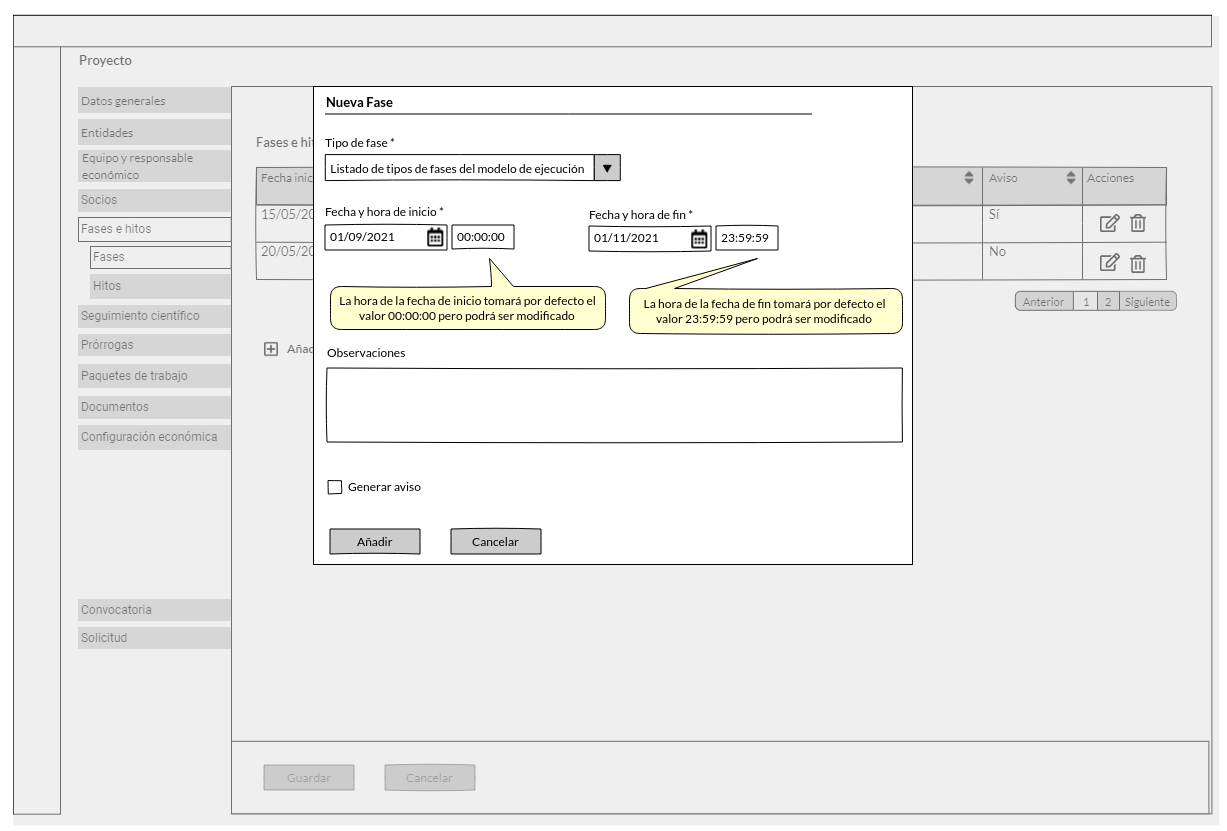 Proyecto
Datos generales
Entidades
Equipo y responsable
económico
Socios
Fases e hitos
Fases
Hitos
Seguimiento científico
Prórrogas
Paquetes de trabajo
Documentos
Configuración económica
Convocatoria
Solicitud
Fases e hi
Fecha inic
Aviso
Acciones
15/05/20
Sí
20/05/20
No
Anterior 1 2 Siguiente
Añad
Nueva Fase
Tipo de fase *
Listado de tipos de fases del modelo de ejecución
Fecha y hora de inicio *
Fecha y hora de fin *
01/09/2021 00:00:00
01/11/2021 23:59:59
La hora de la fecha de inicio tomará por defecto el
valor 00:00:00 pero podrá ser modificado
La hora de la fecha de fin tomará por defecto el
valor 23:59:59 pero podrá ser modificado
Observaciones
Generar aviso
Añadir
Cancelar
Guardar
Cancelar